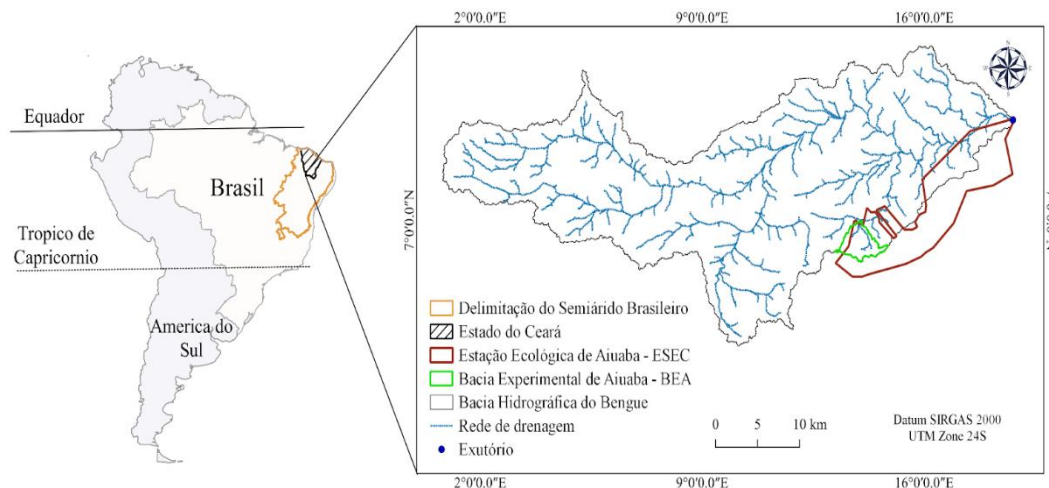 Equador
Brasil
Tropico de
Capricornio
America do
Sul
2°0'0.0"E
9°0'0.0"E
16°0'0.0"E
N
7°0'0.0"N
Delimitação do Semiárido Brasileiro
Estado do Ceará
Estação Ecológica de Aiuaba - ESEC
Bacia Experimental de Aiuaba - BEA
Bacia Hidrográfica do Bengue
Rede de drenagem
Exutório
0 5 10 km
Datum SIRGAS 2000
UTM Zone 24S
2°0'0.0"E
9°0'0.0"E
16°0'0.0"E